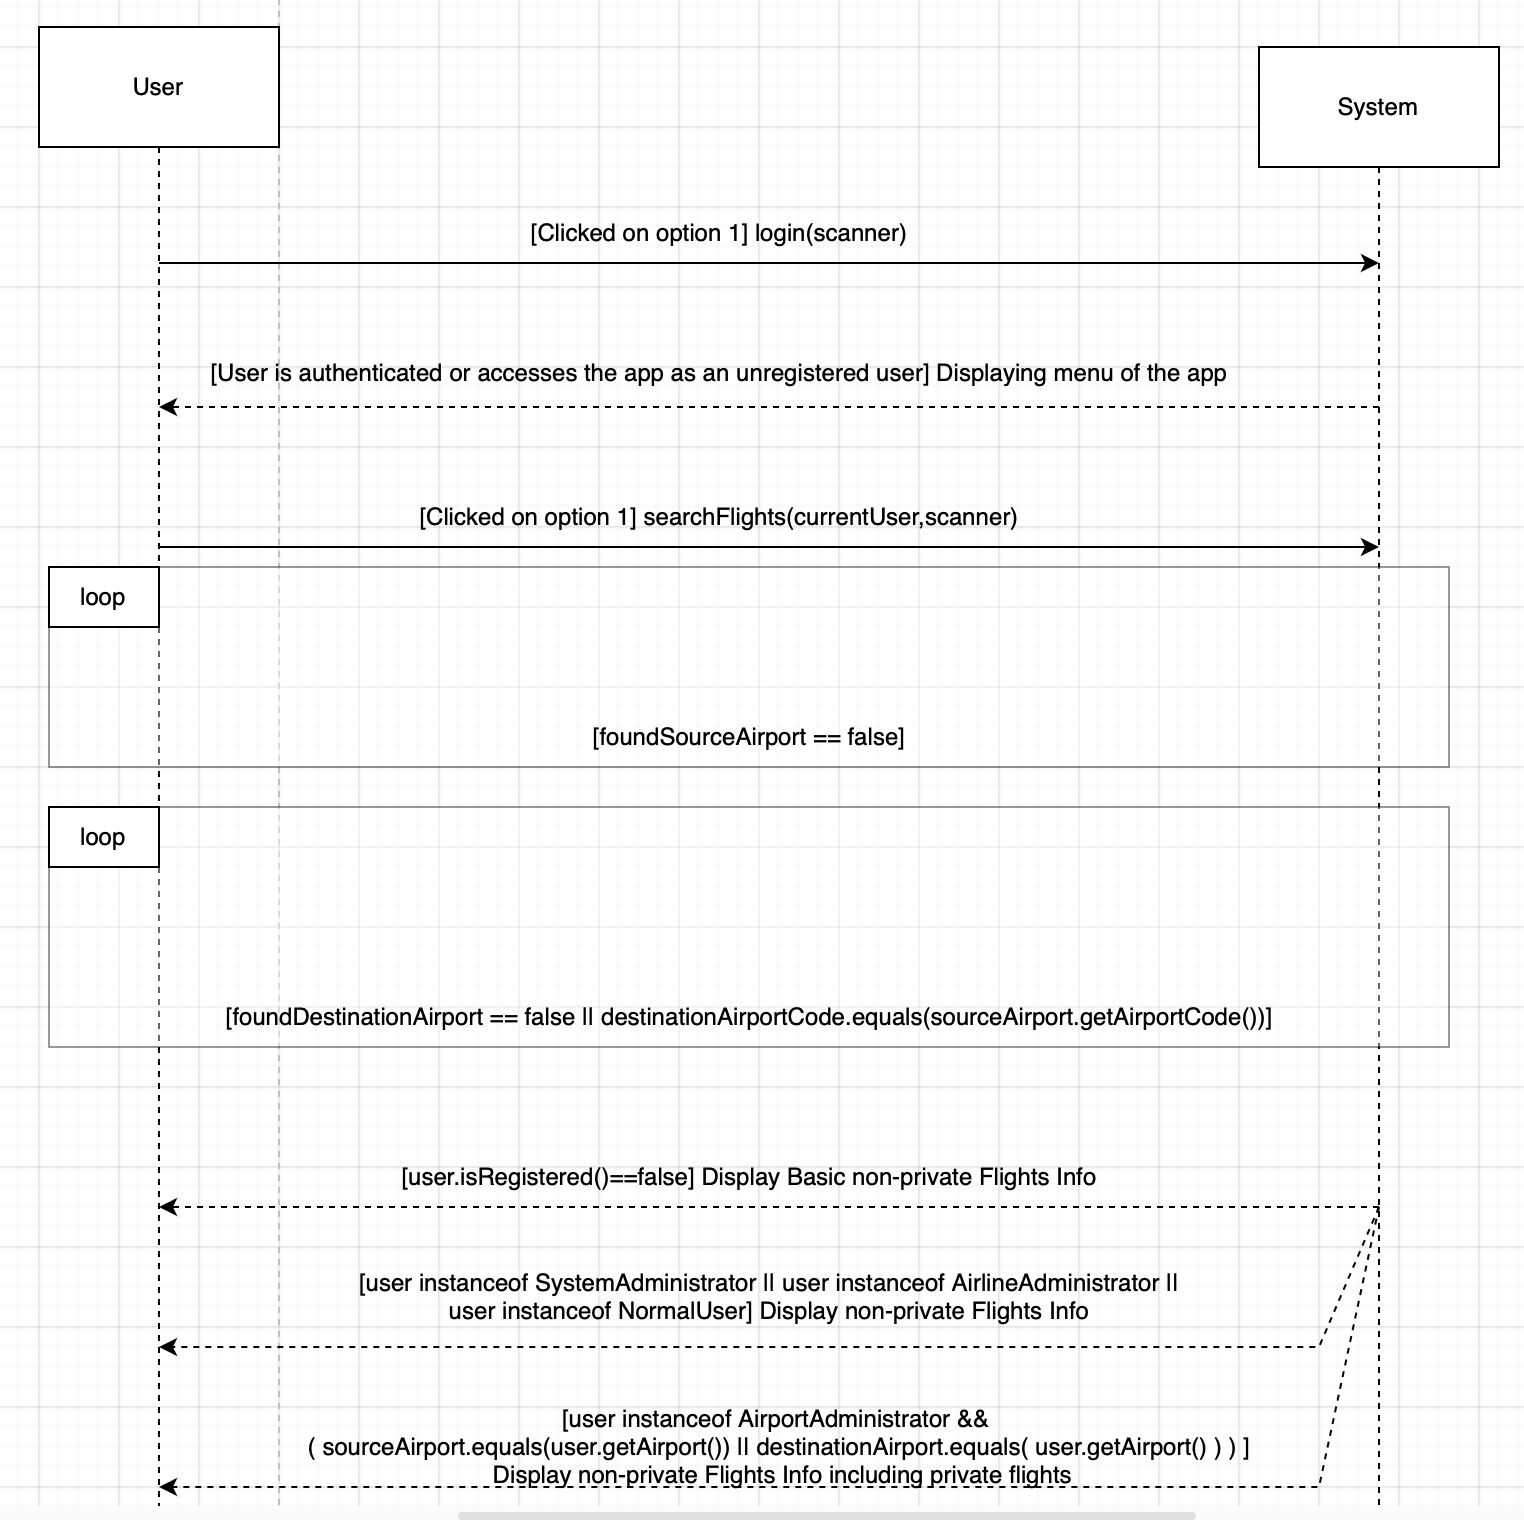 User
System
[Clicked on option 1] login(scanner)
[User is authenticated or accesses the app as an unregistered user] Displaying menu of the app
[Clicked on option 1] searchFlights(currentUser,scanner)
loop
[foundSourceAirport == false]
loop
[foundDestinationAirport == false || destinationAirportCode.equals(sourceAirport.getAirportCode())]
[user.isRegistered()==false] Display Basic non-private Flights Info
[user instanceof SystemAdministrator || user instanceof AirlineAdministrator ||
user instanceof NormalUser] Display non-private Flights Info
[user instanceof AirportAdministrator &&
( sourceAirport.equals(user.getAirport()) || destinationAirport.equals( user.getAirport() ) ) ]
Display non-private Flights Info including private flights